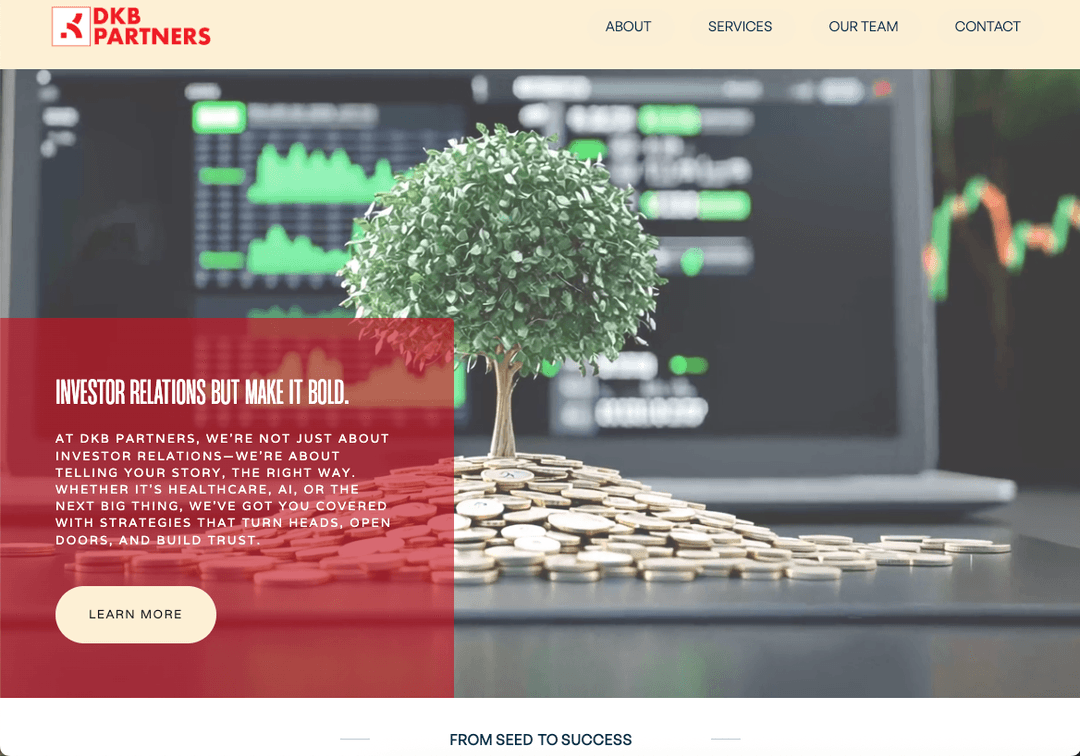 DKB
PARTNERS
ABOUT
SERVICES
OUR TEAM
CONTACT
INVESTOR RELATIONS BUT MAKE IT BOLD.
AT DKB PARTNERS, WE'RE NOT JUST ABOUT
INVESTOR RELATIONS—WE'RE ABOUT
TELLING YOUR STORY, THE RIGHT WAY.
WHETHER IT'S HEALTHCARE, AI, OR THE
NEXT BIG THING, WE'VE GOT YOU COVERED
WITH STRATEGIES THAT TURN HEADS, OPEN
DOORS, AND BUILD TRUST.
LEARN MORE
FROM SEED TO SUCCESS